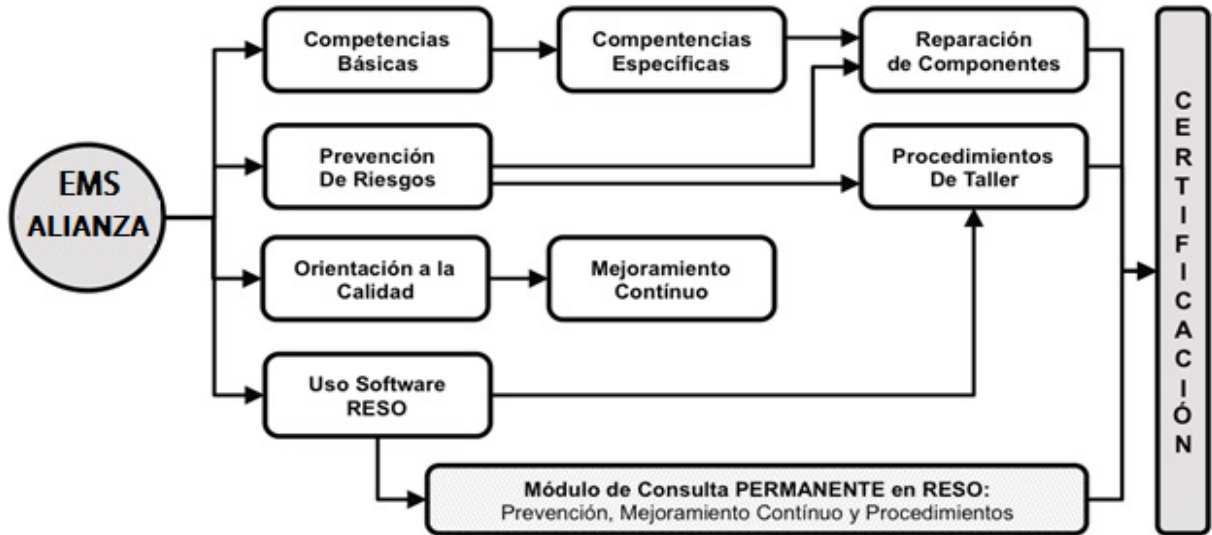 EMS
ALIANZA
Competencias
Básicas
Compentencias
Específicas
Reparación
de Componentes
Prevención
De Riesgos
Procedimientos
De Taller
Orientación a la
Calidad
Mejoramiento
Contínuo
Uso Software
RESO
Módulo de Consulta PERMANENTE en RESO:
Prevención, Mejoramiento Contínuo y Procedimientos
CERTIFICACIÓN